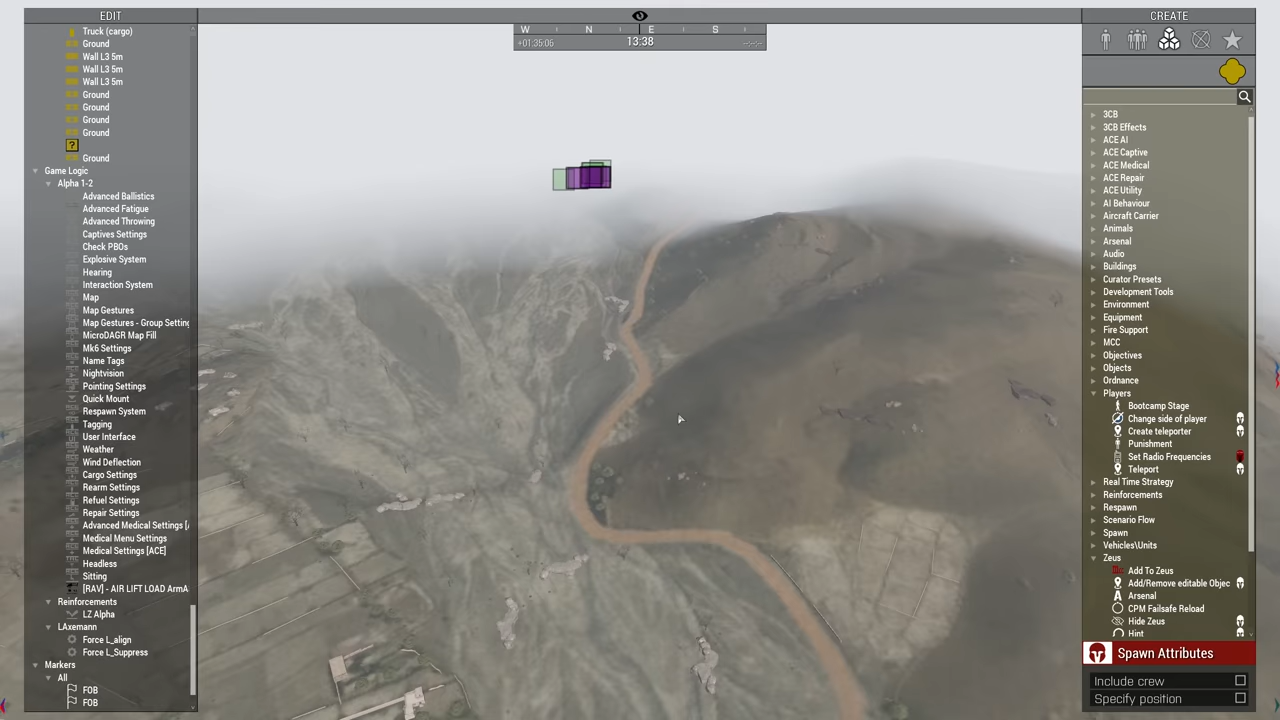 EDIT
Truck (cargo)
Ground
Wall L3 5m
Wall L3 5m
Wall L3 5m
Ground
Ground
Ground
Ground
?
Ground
Game Logic
Alpha 1-2
Advanced Ballistics
Advanced Fatigue
Advanced Throwing
Captives Settings
Check PBOs
Explosive System
Hearing
Interaction System
Map
Map Gestures
Map Gestures - Group Setting
MicroDAGR Map Fill
Mk6 Settings
Name Tags
Nightvision
Pointing Settings
Quick Mount
Respawn System
Tagging
User Interface
Weather
Wind Deflection
Cargo Settings
Rearm Settings
Refuel Settings
Repair Settings
Advanced Medical Settings [A
Medical Menu Settings
Medical Settings [ACE]
Headless
Sitting
[RAV] - AIR LIFT LOAD ArmA
Reinforcements
LZ Alpha
LAxemann
Force L_align
Force L_Suppress
Markers
All
FOB
FOB
W N E S
+01:35:05 13:38
CREATE
3CB
3CB Effects
ACE AI
ACE Captive
ACE Medical
ACE Repair
ACE Utility
AI Behaviour
Aircraft Carrier
Animals
Arsenal
Audio
Buildings
Curator Presets
Development Tools
Environment
Equipment
Fire Support
MCC
Objectives
Objects
Ordnance
Players
Bootcamp Stage
Change side of player
Create teleporter
Punishment
Set Radio Frequencies
Teleport
Real Time Strategy
Reinforcements
Respawn
Scenario Flow
Spawn
Vehicles\Units
Zeus
Add To Zeus
Add/Remove editable Objec
Arsenal
CPM Failsafe Reload
Hide Zeus
Hint
Spawn Attributes
Include crew
Specify position